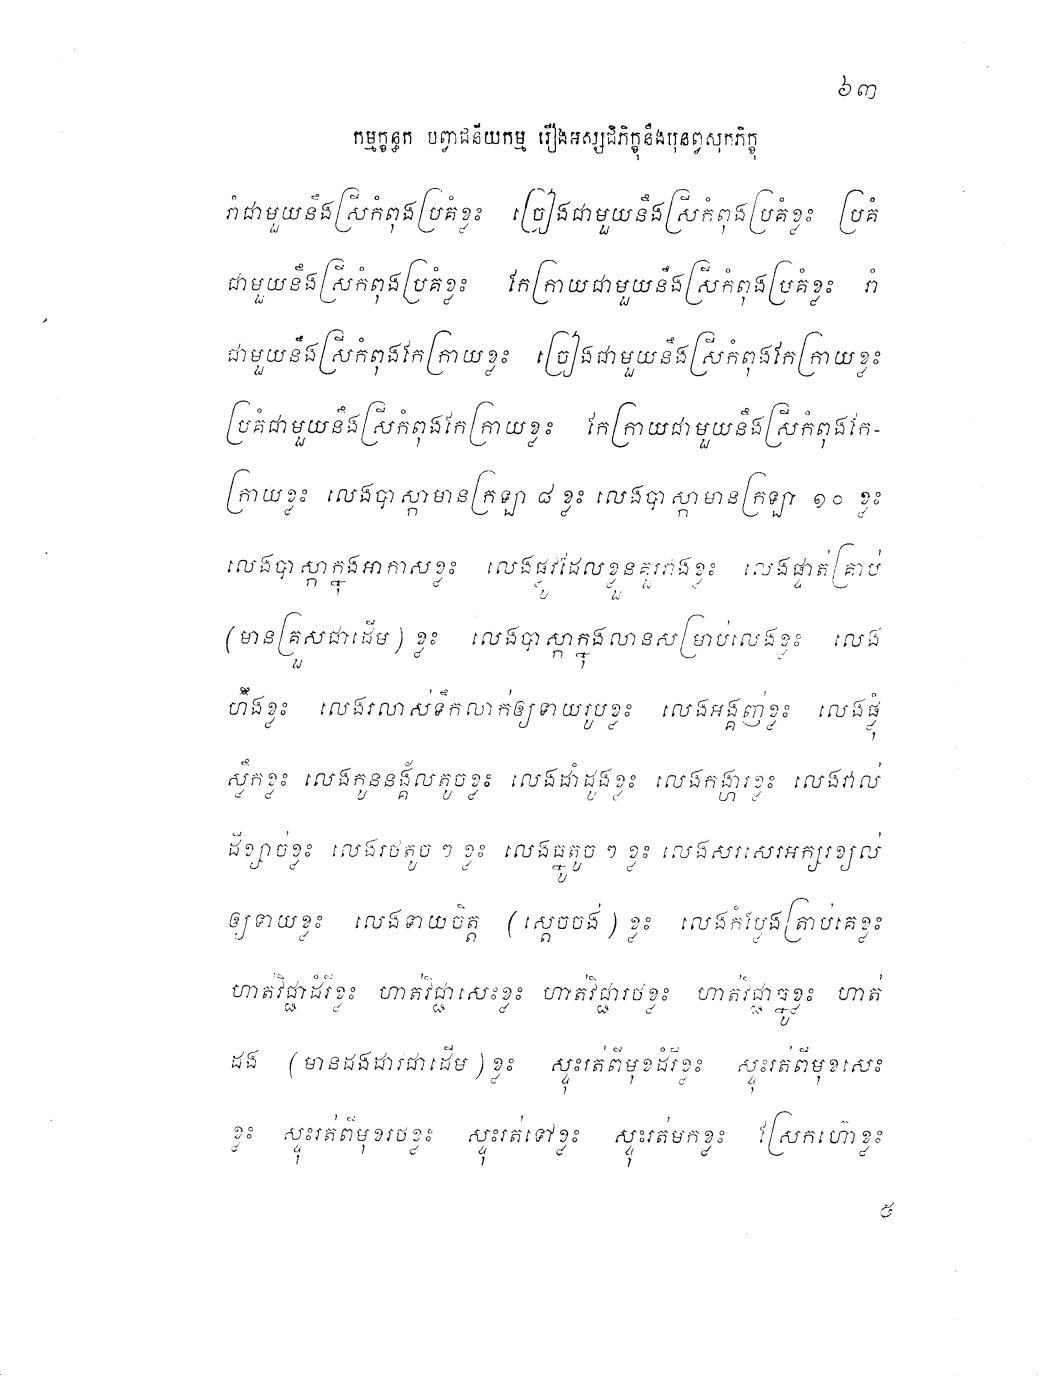 ៦៣
កម្មក្ខន្ធក បព្វាជនីយកម្ម រឿងអស្សជិភិក្ខុនឹងបុនព្វសុកភិក្ខុ
រាំជាមួយនឹងស្រីកំពុងប្រគំខ្លះ ច្រៀងជាមួយនឹងស្រីកំពុងប្រគំខ្លះ ប្រគំ
ជាមួយនឹងស្រីកំពុងប្រគំខ្លះ កែក្រាយជាមួយនឹងស្រីកំពុងប្រគំខ្លះ រាំ
ជាមួយនឹងស្រីកំពុងកែក្រាយខ្លះ ច្រៀងជាមួយនឹងស្រីកំពុងកែក្រាយខ្លះ
ប្រគំជាមួយនឹងស្រីកំពុងកែក្រាយខ្លះ កែក្រាយជាមួយនឹងស្រីកំពុងកែ-
ក្រាយខ្លះ លេងបាស្កាមានក្រឡា ៨ ខ្លះ លេងបាស្កាមានក្រឡា ១០ ខ្លះ
លេងបាស្កាក្នុងអាកាសខ្លះ លេងផ្លូវដែលខ្លួនគួររាងខ្លះ លេងផ្ទាត់គ្រាប់
(មានគ្រួសជាដើម) ខ្លះ លេងបាស្កាក្នុងលានសម្រាប់លេងខ្លះ លេង
ហ៊ឹងខ្លះ លេងរលាស់ទឹកលាក់ឲ្យទាយរូបខ្លះ លេងអង្គញ់ខ្លះ លេងផ្លុំ
ស្លឹកខ្លះ លេងកូននង្គ័លតូចខ្លះ លេងដាំដូងខ្លះ លេងកង្ហារខ្លះ លេងវាល់
ដីខ្សាច់ខ្លះ លេងរថតូច ៗ ខ្លះ លេងធ្នូតូច ៗ ខ្លះ លេងសរសេរអក្សរខ្យល់
ឲ្យទាយខ្លះ លេងទាយចិត្ត (ស្តេចចង់) ខ្លះ លេងកំប្លែងត្រាប់គេខ្លះ
ហាត់វិជ្ជាដំរីខ្លះ ហាត់វិជ្ជាសេះខ្លះ ហាត់វិជ្ជារថខ្លះ ហាត់វិជ្ជាធ្នូខ្លះ ហាត់
ដង (មានដងដាវជាដើម) ខ្លះ ស្ទុះរត់ពីមុខដំរីខ្លះ ស្ទុះរត់ពីមុខសេះ
ខ្លះ ស្ទុះរត់ពីមុខរថខ្លះ ស្ទុះរត់ទៅខ្លះ ស្ទុះរត់មកខ្លះ ស្រែកហ៊ោខ្លះ
៥